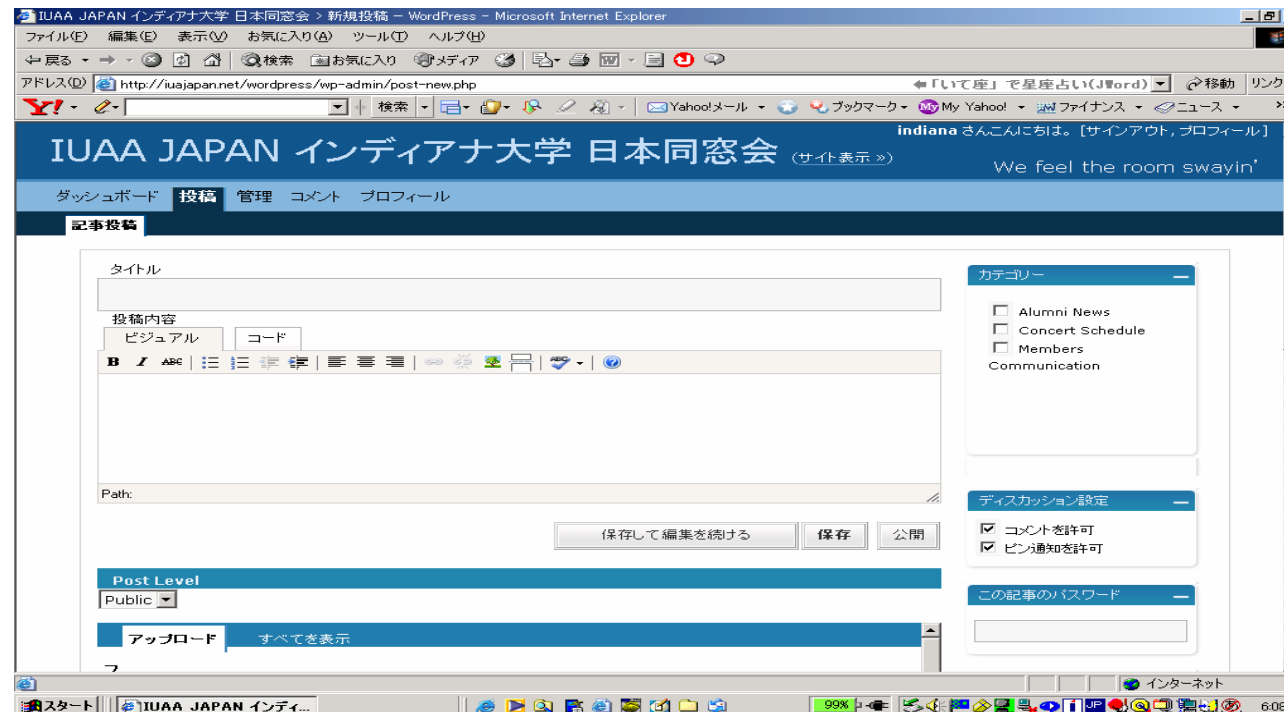 IUAA JAPAN インディアナ大学 日本同窓会 > 新規投稿 — WordPress - Microsoft Internet Explorer
ファイル(F) 編集(E) 表示(V) お気に入り(A) ツール(T) ヘルプ(H)
戻る 検索 お気に入り メディア
アドレス(D) http://iuajapan.net/wordpress/wp-admin/post-new.php 「いて座」で星座占い(JWord) 移動 リンク
Y! 検索 Yahoo!メール ブックマーク My Yahoo! ファイナンス ニュース
indiana さんこんにちは。[サインアウト, プロフィール]
IUAA JAPAN インディアナ大学 日本同窓会 (サイト表示 »)
We feel the room swayin'
ダッシュボード 投稿 管理 コメント プロフィール
記事投稿
タイトル
投稿内容
ビジュアル コード
B I ABC ABC
Path:
保存して編集を続ける 保存 公開
Post Level
Public
アップロード すべてを表示
カテゴリー
Alumni News
Concert Schedule
Members
Communication
ディスカッション設定
コメントを許可
ピン通知を許可
この記事のパスワード
インターネット
スタート IUAA JAPAN インディ... 99% JP